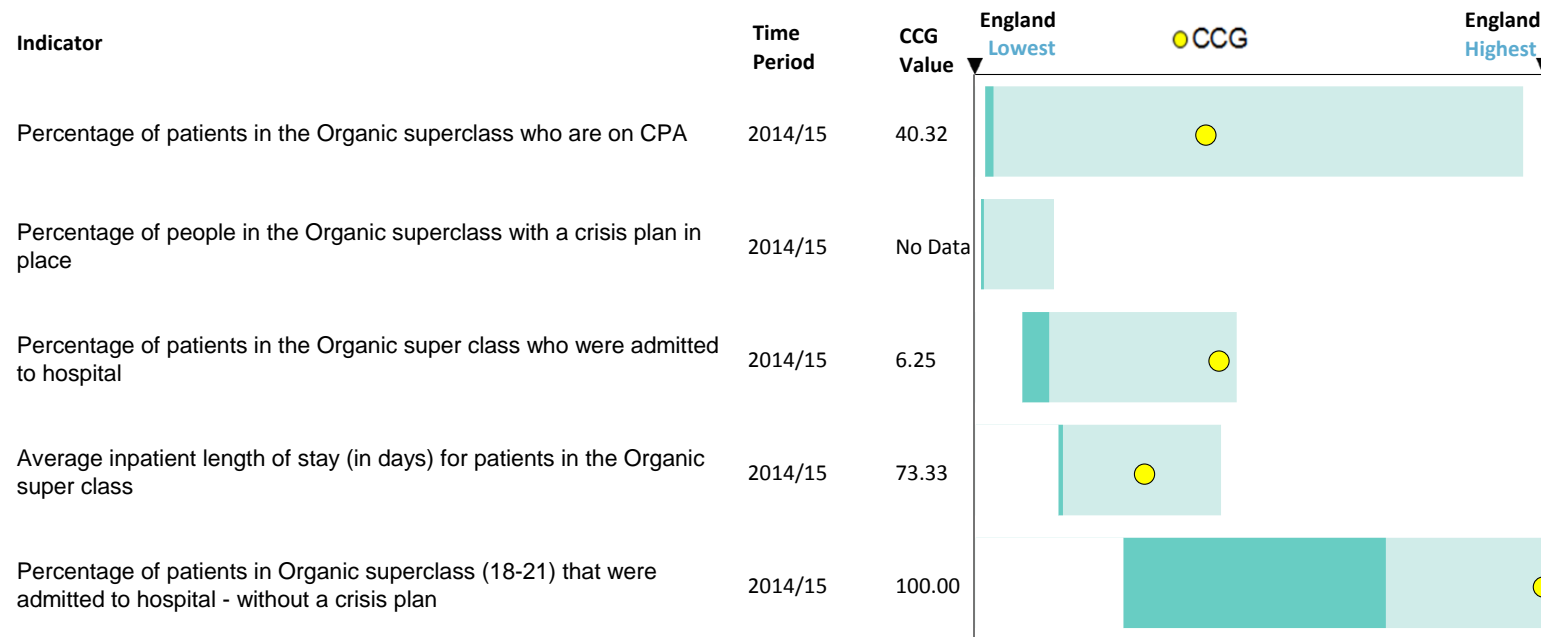 Indicator
Time Period
CCG Value
England Lowest
CCG
England Highest
Percentage of patients in the Organic superclass who are on CPA
2014/15
40.32
Percentage of people in the Organic superclass with a crisis plan in
place
2014/15
No Data
Percentage of patients in the Organic super class who were admitted
to hospital
2014/15
6.25
Average inpatient length of stay (in days) for patients in the Organic
super class
2014/15
73.33
Percentage of patients in Organic superclass (18-21) that were
admitted to hospital - without a crisis plan
2014/15
100.00